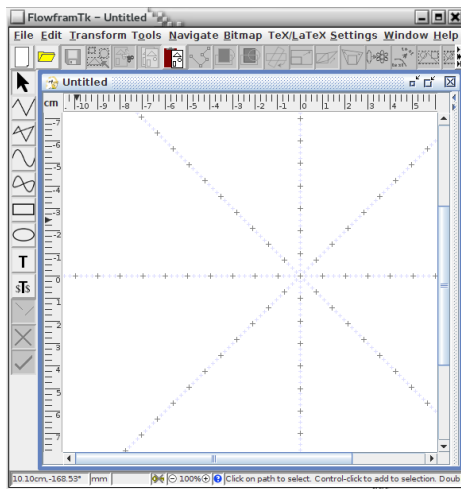 FlowframTk – Untitled
File Edit Transform Tools Navigate Bitmap TeX/LaTeX Settings Window Help
Untitled
cm -10 -9 -8 -7 -6 -5 -4 -3 -2 -1 0 1 2 3 4 5
-7
-6
-5
-4
-3
-2
-1
0
1
2
3
4
5
6
7
T
$T$
10.10cm,-168.53° mm 100% Click on path to select. Control-click to add to selection. Doub